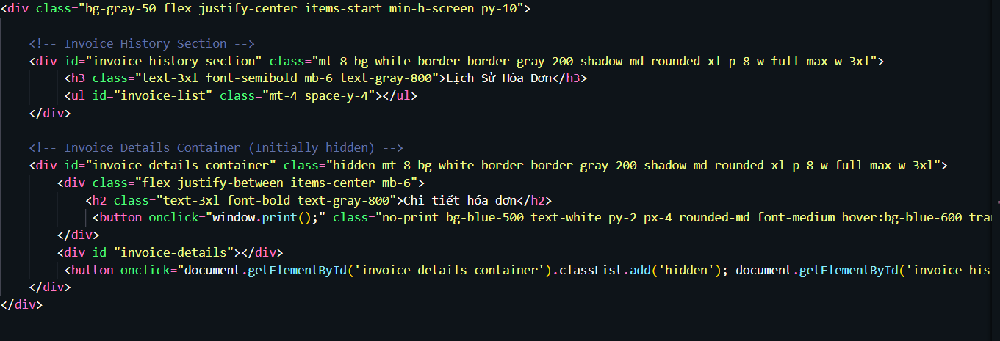 <div class="bg-gray-50 flex justify-center items-start min-h-screen py-10">
<!-- Invoice History Section -->
<div id="invoice-history-section" class="mt-8 bg-white border border-gray-200 shadow-md rounded-xl p-8 w-full max-w-3xl">
<h3 class="text-3xl font-semibold mb-6 text-gray-800">Lịch Sử Hóa Đơn</h3>
<ul id="invoice-list" class="mt-4 space-y-4"></ul>
</div>
<!-- Invoice Details Container (Initially hidden) -->
<div id="invoice-details-container" class="hidden mt-8 bg-white border border-gray-200 shadow-md rounded-xl p-8 w-full max-w-3xl">
<div class="flex justify-between items-center mb-6">
<h2 class="text-3xl font-bold text-gray-800">Chi tiết hóa đơn</h2>
<button onclick="window.print();" class="no-print bg-blue-500 text-white py-2 px-4 rounded-md font-medium hover:bg-blue-600 tra
</div>
<div id="invoice-details"></div>
<button onclick="document.getElementById('invoice-details-container').classList.add('hidden'); document.getElementById('invoice-his
</div>
</div>